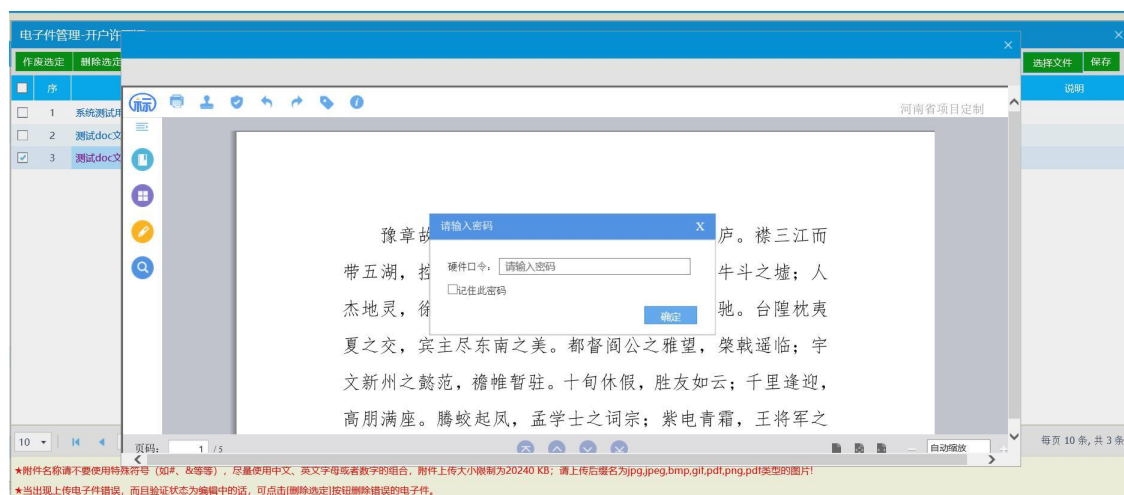 电子件管理-开户许
作废选定 删除选定 选择文件 保存
序 说明
1 系统测试用
2 测试doc文
3 测试doc文
河南省项目定制
豫章故 庐。襟三江而
带五湖，控 牛斗之墟；人
杰地灵，徐 驰。台隍枕夷
夏之交，宾主尽东南之美。都督阎公之雅望，棨戟遥临；宇
文新州之懿范，襜帷暂驻。十旬休假，胜友如云；千里逢迎，
高朋满座。腾蛟起凤，孟学士之词宗；紫电青霜，王将军之
请输入密码 X
硬件口令： 请输入密码
记住此密码
确定
10 页码： 1 / 5 自动缩放 每页 10 条, 共 3 条
★附件名称请不要使用特殊符号（如#、&等等），尽量使用中文、英文字母或者数字的组合，附件上传大小限制为20240 KB；请上传后缀名为jpg,jpeg,bmp,gif,pdf,png,pdf类型的图片!
★当出现上传电子件错误，而且验证状态为编辑中的话，可点击[删除选定]按钮删除错误的电子件。